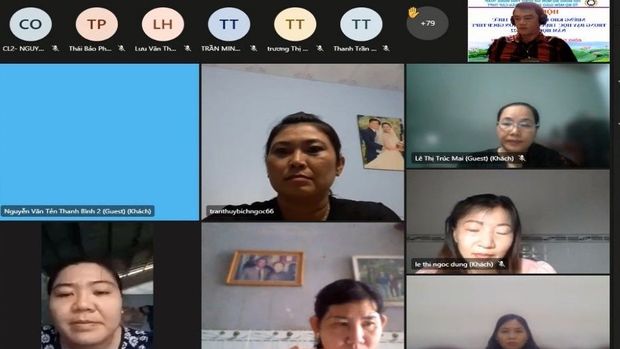 CO
TP
LH
TT
TT
TT
+79
CL2- NGUY...
Thái Bảo Ph...
Lưu Văn Th...
TRẦN MIN...
trương Thị ...
Thanh Trần ...
Lê Thị Trúc Mai (Guest) (Khách)
Nguyễn Văn Tên Thanh Bình 2 (Guest) (Khách)
tranthuybichngoc66
le thi ngoc dung (Khách)